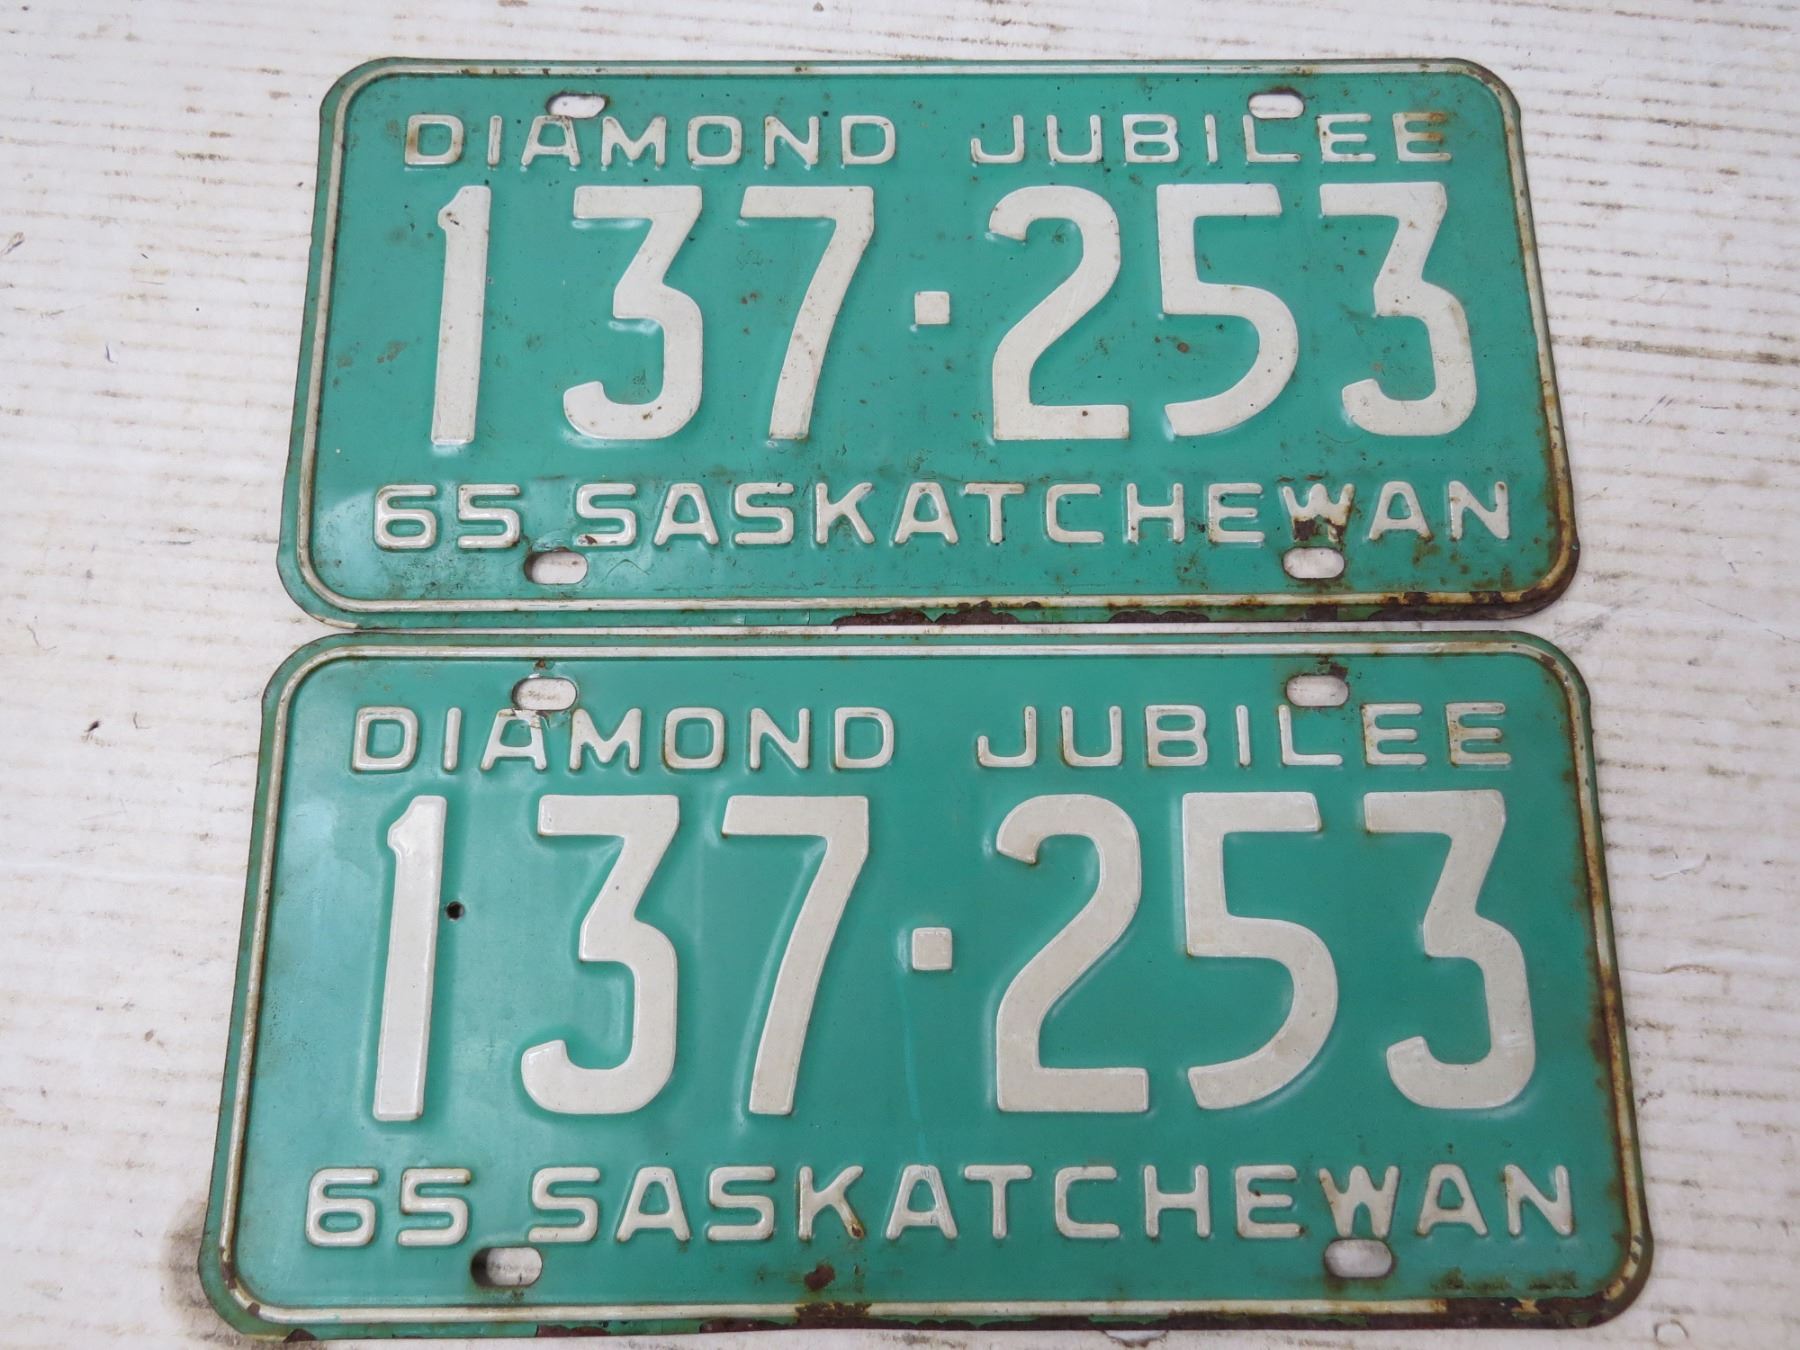 DIAMOND JUBILEE
137·253
65 SASKATCHEWAN
DIAMOND JUBILEE
137·253
65 SASKATCHEWAN